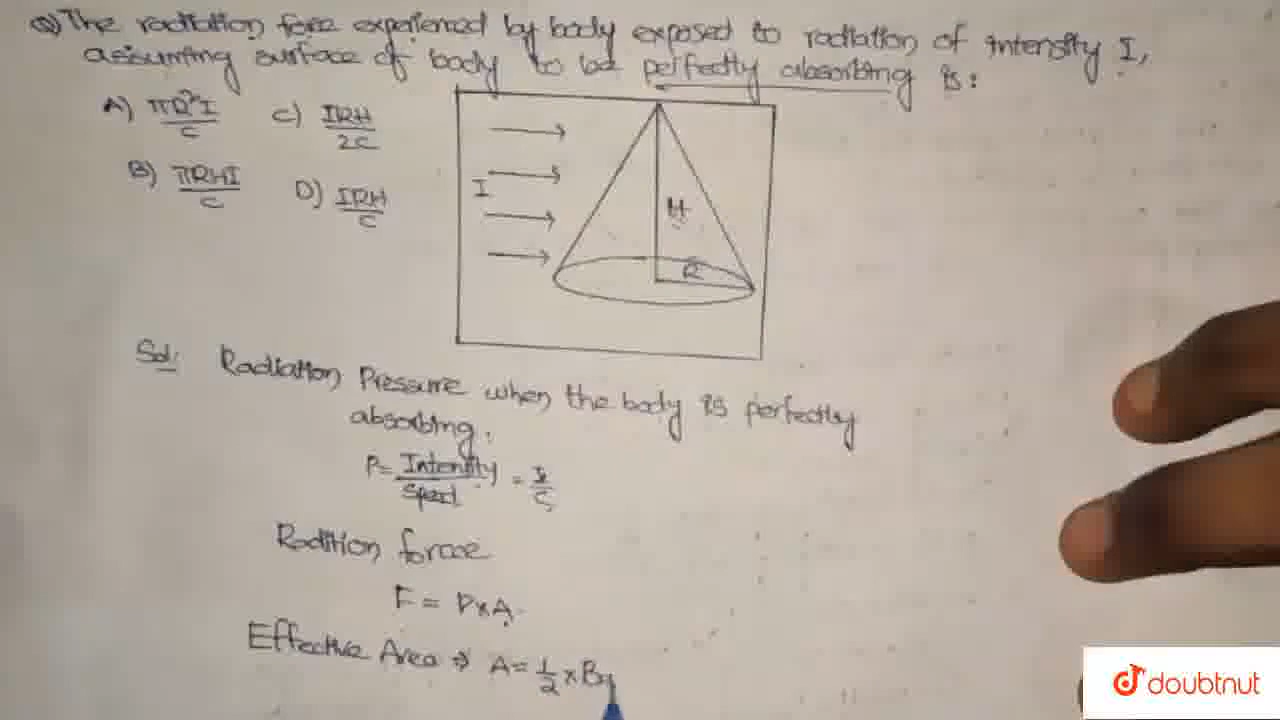 Q) The radiation force experienced by body exposed to radiation of intensity I,
assuming surface of body to be perfectly absorbing is:
A) πR²I/C C) IRH/2C
B) πRHI/C D) IRH/C
I
H
R
Sol: Radiation Pressure when the body is perfectly
absorbing.
P = Intensity/Speed = I/C
Radition force
F = P×A.
Effective Area ⇒ A = 1/2 × B
doubtnut